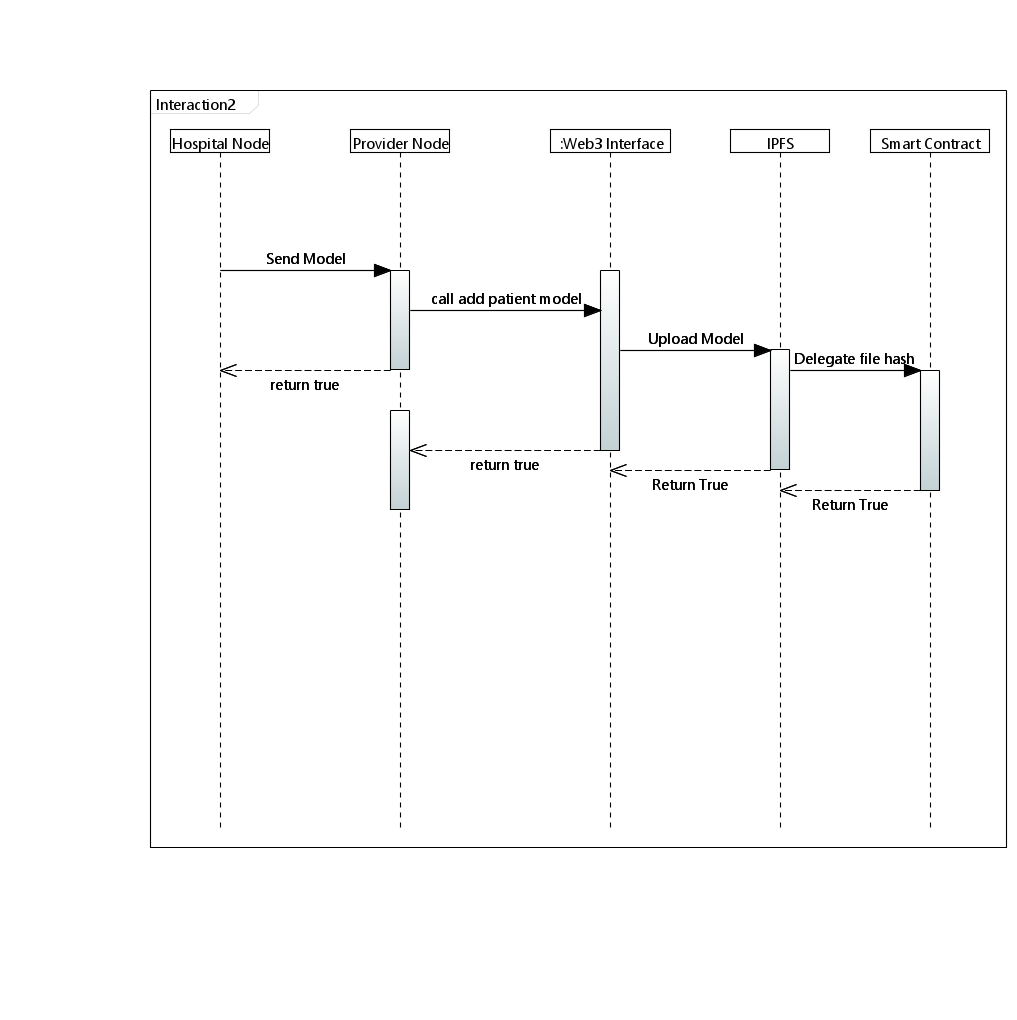 Interaction2
Hospital Node
Provider Node
:Web3 Interface
IPFS
Smart Contract
Send Model
call add patient model
Upload Model
Delegate file hash
return true
return true
Return True
Return True